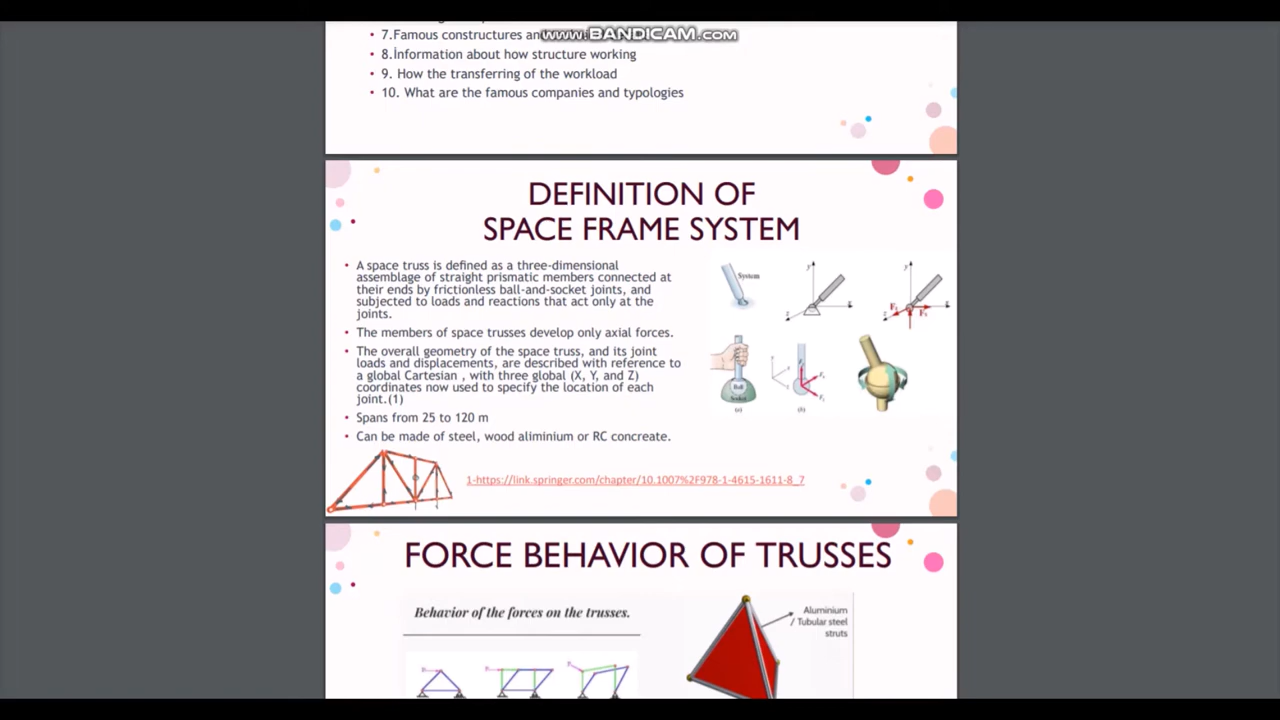 www.BANDICAM.com
• 7.Famous constructures an
• 8.İnformation about how structure working
• 9. How the transferring of the workload
• 10. What are the famous companies and typologies
DEFINITION OF
SPACE FRAME SYSTEM
• A space truss is defined as a three-dimensional
assemblage of straight prismatic members connected at
their ends by frictionless ball-and-socket joints, and
subjected to loads and reactions that act only at the
joints.
• The members of space trusses develop only axial forces.
• The overall geometry of the space truss, and its joint
loads and displacements, are described with reference to
a global Cartesian , with three global (X, Y, and Z)
coordinates now used to specify the location of each
joint.(1)
• Spans from 25 to 120 m
• Can be made of steel, wood aliminium or RC concreate.
System
y
z
y
z
Ball
Socket
(a)
(b)
1-https://link.springer.com/chapter/10.1007%2F978-1-4615-1611-8_7
FORCE BEHAVIOR OF TRUSSES
Behavior of the forces on the trusses.
Aluminium
/ Tubular steel
struts